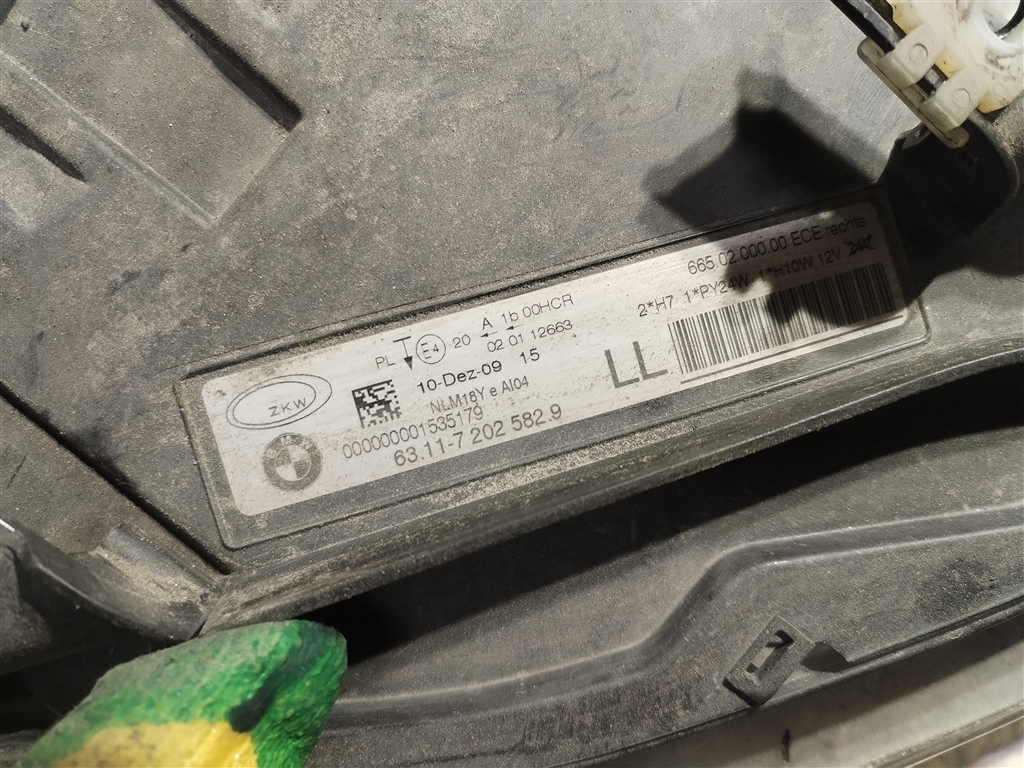 665.02.000.00 ECE rechts
2*H7 1*PY24W 1*H10W 12V
A 1b 00HCR
PL E4 20
02 01 12663
LL
10-Dez-09 15
NLM18Y e AI04
ZKW
000000001535179
63.11-7 202 582.9